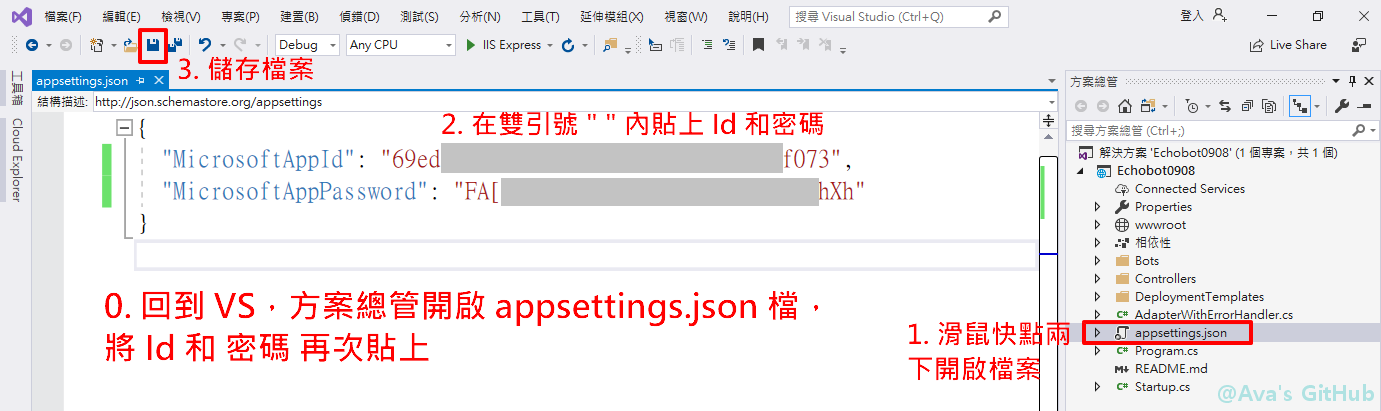 檔案(F) 編輯(E) 檢視(V) 專案(P) 建置(B) 偵錯(D) 測試(S) 分析(N) 工具(T) 延伸模組(X) 視窗(W) 說明(H) 搜尋 Visual Studio (Ctrl+Q) 登入
Debug Any CPU IIS Express Live Share
3. 儲存檔案
工具箱
Cloud Explorer
appsettings.json
結構描述: http://json.schemastore.org/appsettings
2. 在雙引號 " " 內貼上 Id 和密碼
{
"MicrosoftAppId": "69ed f073",
"MicrosoftAppPassword": "FA[ hXh"
}
0. 回到 VS，方案總管開啟 appsettings.json 檔，
將 Id 和 密碼 再次貼上
1. 滑鼠快點兩
下開啟檔案
方案總管
搜尋方案總管 (Ctrl+;)
解決方案 'Echobot0908' (1 個專案，共 1 個)
Echobot0908
Connected Services
Properties
wwwroot
相依性
Bots
Controllers
DeploymentTemplates
C# AdapterWithErrorHandler.cs
appsettings.json
C# Program.cs
README.md
C# Startup.cs
@Ava's GitHub